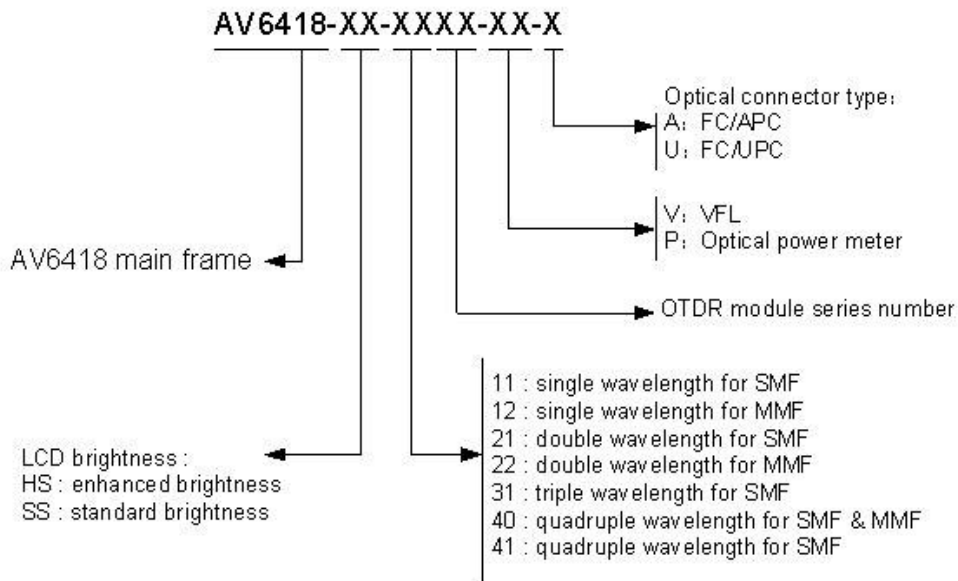 AV6418-XX-XXXX-XX-X
Optical connector type:
A: FC/APC
U: FC/UPC
V: VFL
P: Optical power meter
AV6418 main frame
OTDR module series number
11 : single wavelength for SMF
12 : single wavelength for MMF
21 : double wavelength for SMF
22 : double wavelength for MMF
31 : triple wavelength for SMF
40 : quadruple wavelength for SMF & MMF
41 : quadruple wavelength for SMF
LCD brightness :
HS : enhanced brightness
SS : standard brightness